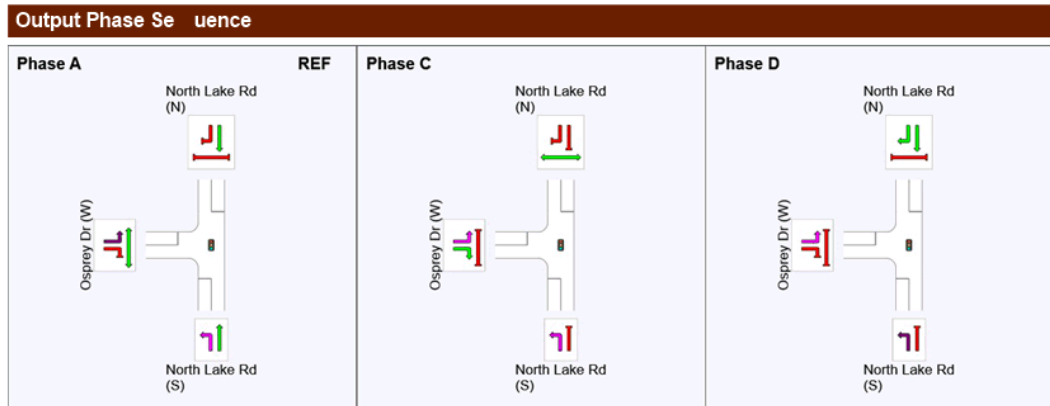 Output Phase Se uence
Phase A REF
North Lake Rd
(N)
Osprey Dr (W)
North Lake Rd
(S)
Phase C
North Lake Rd
(N)
Osprey Dr (W)
North Lake Rd
(S)
Phase D
North Lake Rd
(N)
Osprey Dr (W)
North Lake Rd
(S)